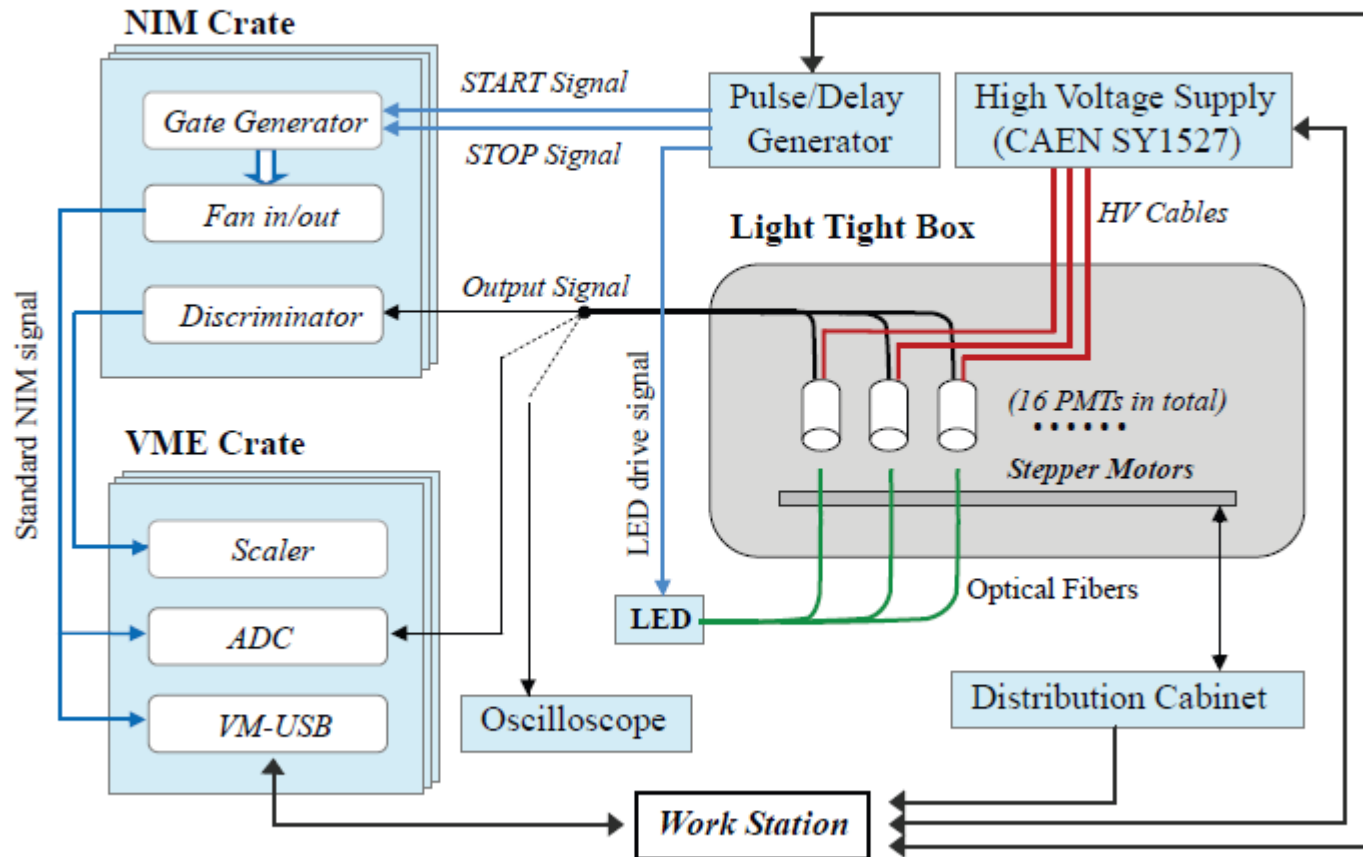 NIM Crate
Gate Generator
Fan in/out
Discriminator
START Signal
STOP Signal
Pulse/Delay
Generator
High Voltage Supply
(CAEN SY1527)
HV Cables
Light Tight Box
Output Signal
(16 PMTs in total)
Stepper Motors
Standard NIM signal
LED drive signal
VME Crate
Scaler
ADC
VM-USB
LED
Optical Fibers
Oscilloscope
Distribution Cabinet
Work Station